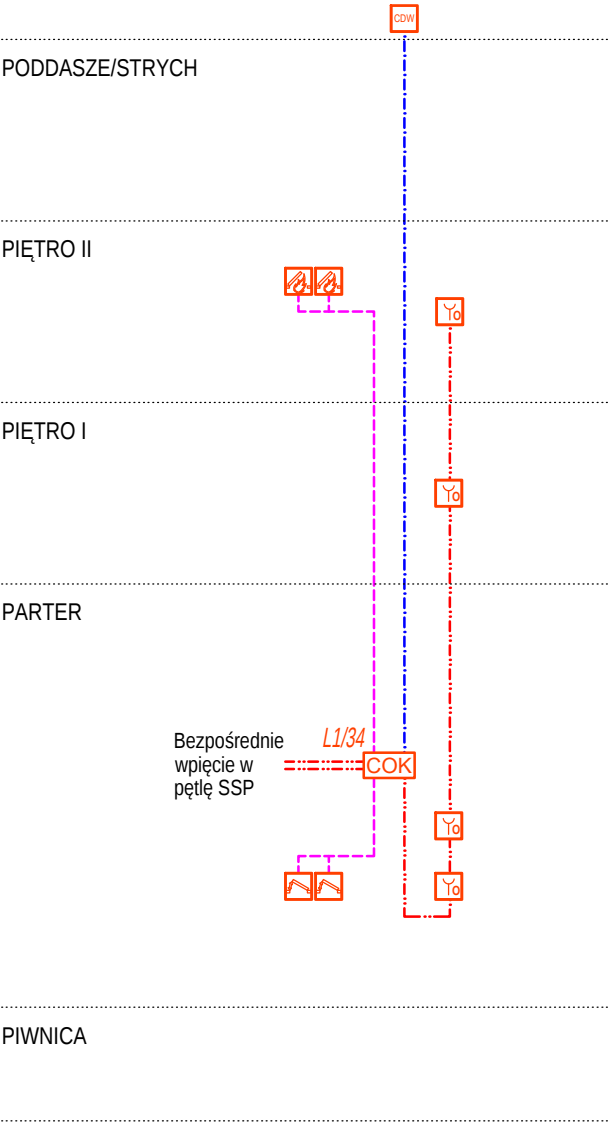 CDW
PODDASZE/STRYCH
PIĘTRO II
PIĘTRO I
PARTER
Bezpośrednie
wpięcie w
pętlę SSP
L1/34
COK
PIWNICA